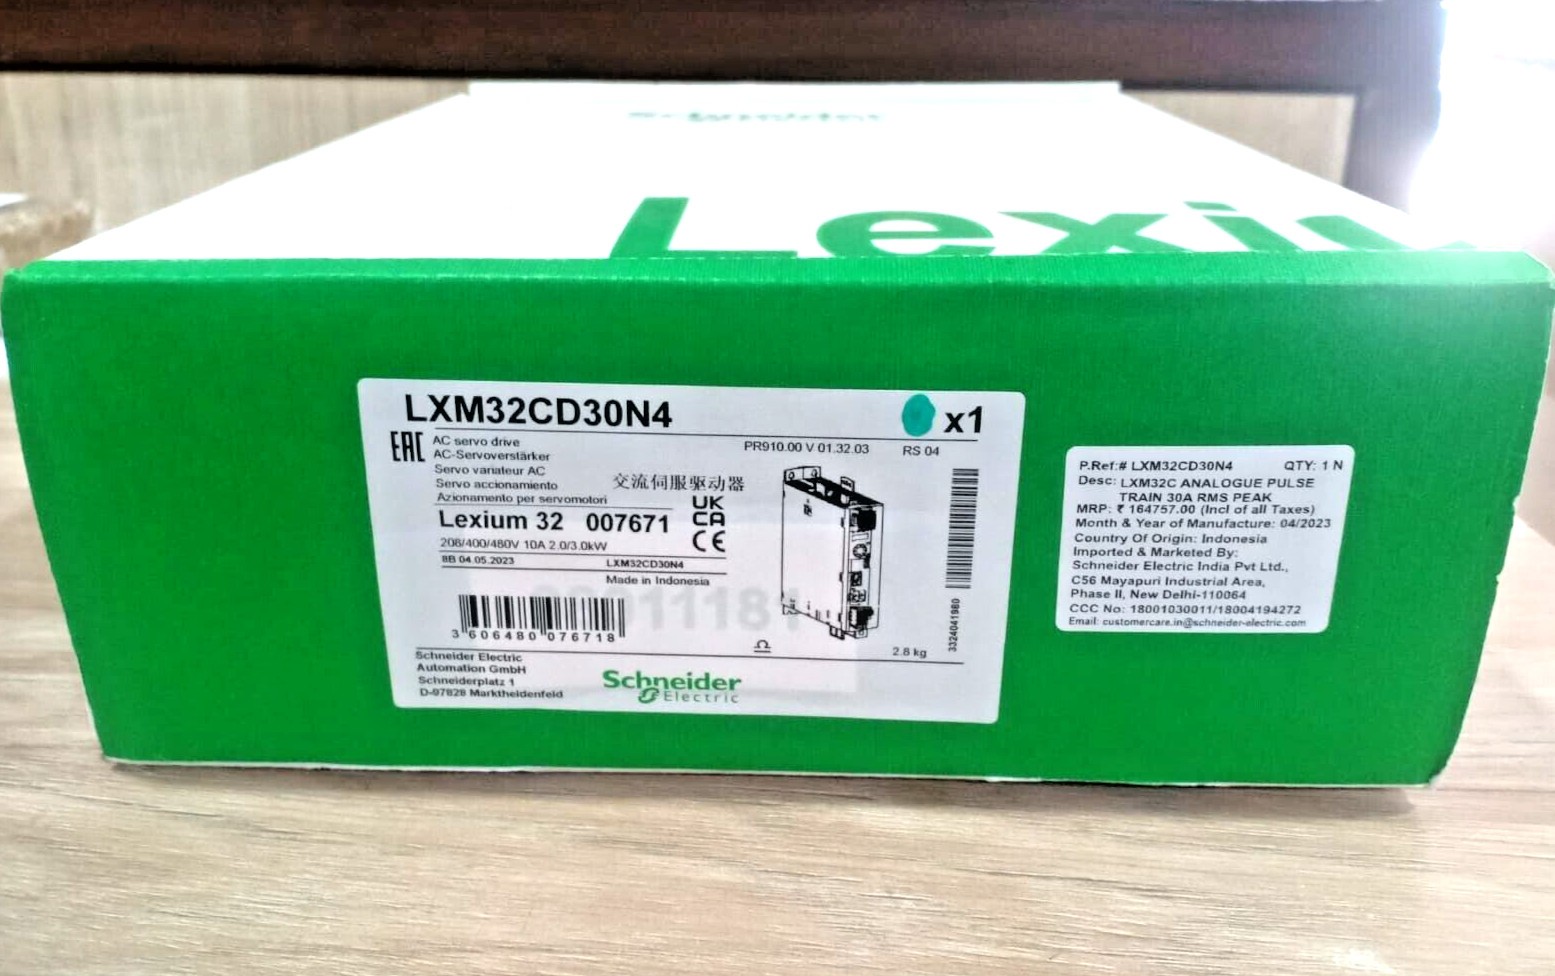 Schneider
Lexiu
LXM32CD30N4
x1
EAC
AC servo drive
AC-Servoverstärker
Servo variateur AC
Servo accionamiento
Azionamento per servomotori
交流伺服驱动器
PR910.00 V 01.32.03
RS 04
UK
CA
CE
Lexium 32 007671
208/400/480V 10A 2.0/3.0kW
8B 04.05.2023
LXM32CD30N4
Made in Indonesia
3 606480 076718
3324041980
2.8 kg
Schneider Electric
Automation GmbH
Schneiderplatz 1
D-97828 Marktheidenfeld
Schneider
Electric
P.Ref:# LXM32CD30N4 QTY: 1 N
Desc: LXM32C ANALOGUE PULSE
TRAIN 30A RMS PEAK
MRP: ₹ 164757.00 (Incl of all Taxes)
Month & Year of Manufacture: 04/2023
Country Of Origin: Indonesia
Imported & Marketed By:
Schneider Electric India Pvt Ltd.,
C56 Mayapuri Industrial Area,
Phase II, New Delhi-110064
CCC No: 18001030011/18004194272
Email: customercare.in@schneider-electric.com